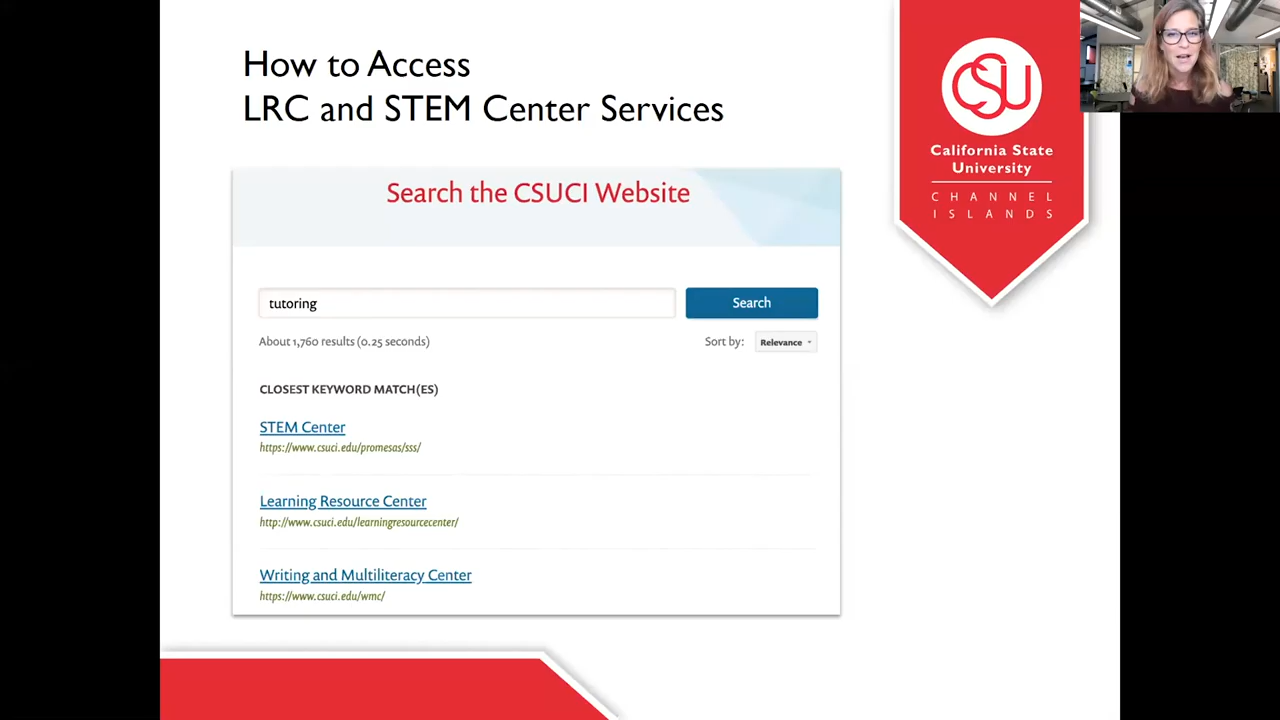 How to Access
LRC and STEM Center Services
Search the CSUCI Website
tutoring
Search
About 1,760 results (0.25 seconds)
Sort by:
Relevance
CLOSEST KEYWORD MATCH(ES)
STEM Center
https://www.csuci.edu/promesas/sss/
Learning Resource Center
http://www.csuci.edu/learningresourcecenter/
Writing and Multiliteracy Center
https://www.csuci.edu/wmc/
CSU
California State
University
CHANNEL
ISLANDS